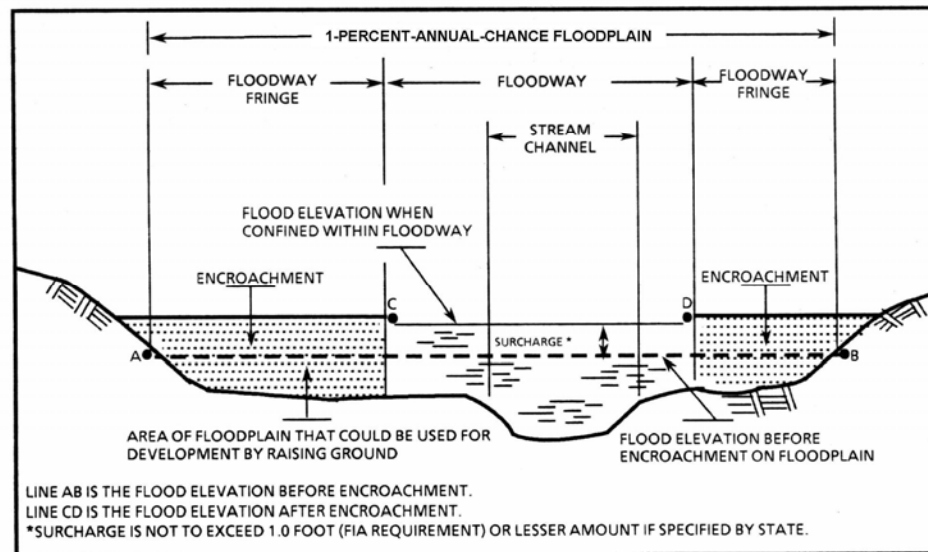 1-PERCENT-ANNUAL-CHANCE FLOODPLAIN
FLOODWAY
FRINGE
FLOODWAY
FLOODWAY
FRINGE
STREAM
CHANNEL
FLOOD ELEVATION WHEN
CONFINED WITHIN FLOODWAY
ENCROACHMENT
ENCROACHMENT
C
D
SURCHARGE *
A
B
AREA OF FLOODPLAIN THAT COULD BE USED FOR
DEVELOPMENT BY RAISING GROUND
FLOOD ELEVATION BEFORE
ENCROACHMENT ON FLOODPLAIN
LINE AB IS THE FLOOD ELEVATION BEFORE ENCROACHMENT.
LINE CD IS THE FLOOD ELEVATION AFTER ENCROACHMENT.
*SURCHARGE IS NOT TO EXCEED 1.0 FOOT (FIA REQUIREMENT) OR LESSER AMOUNT IF SPECIFIED BY STATE.